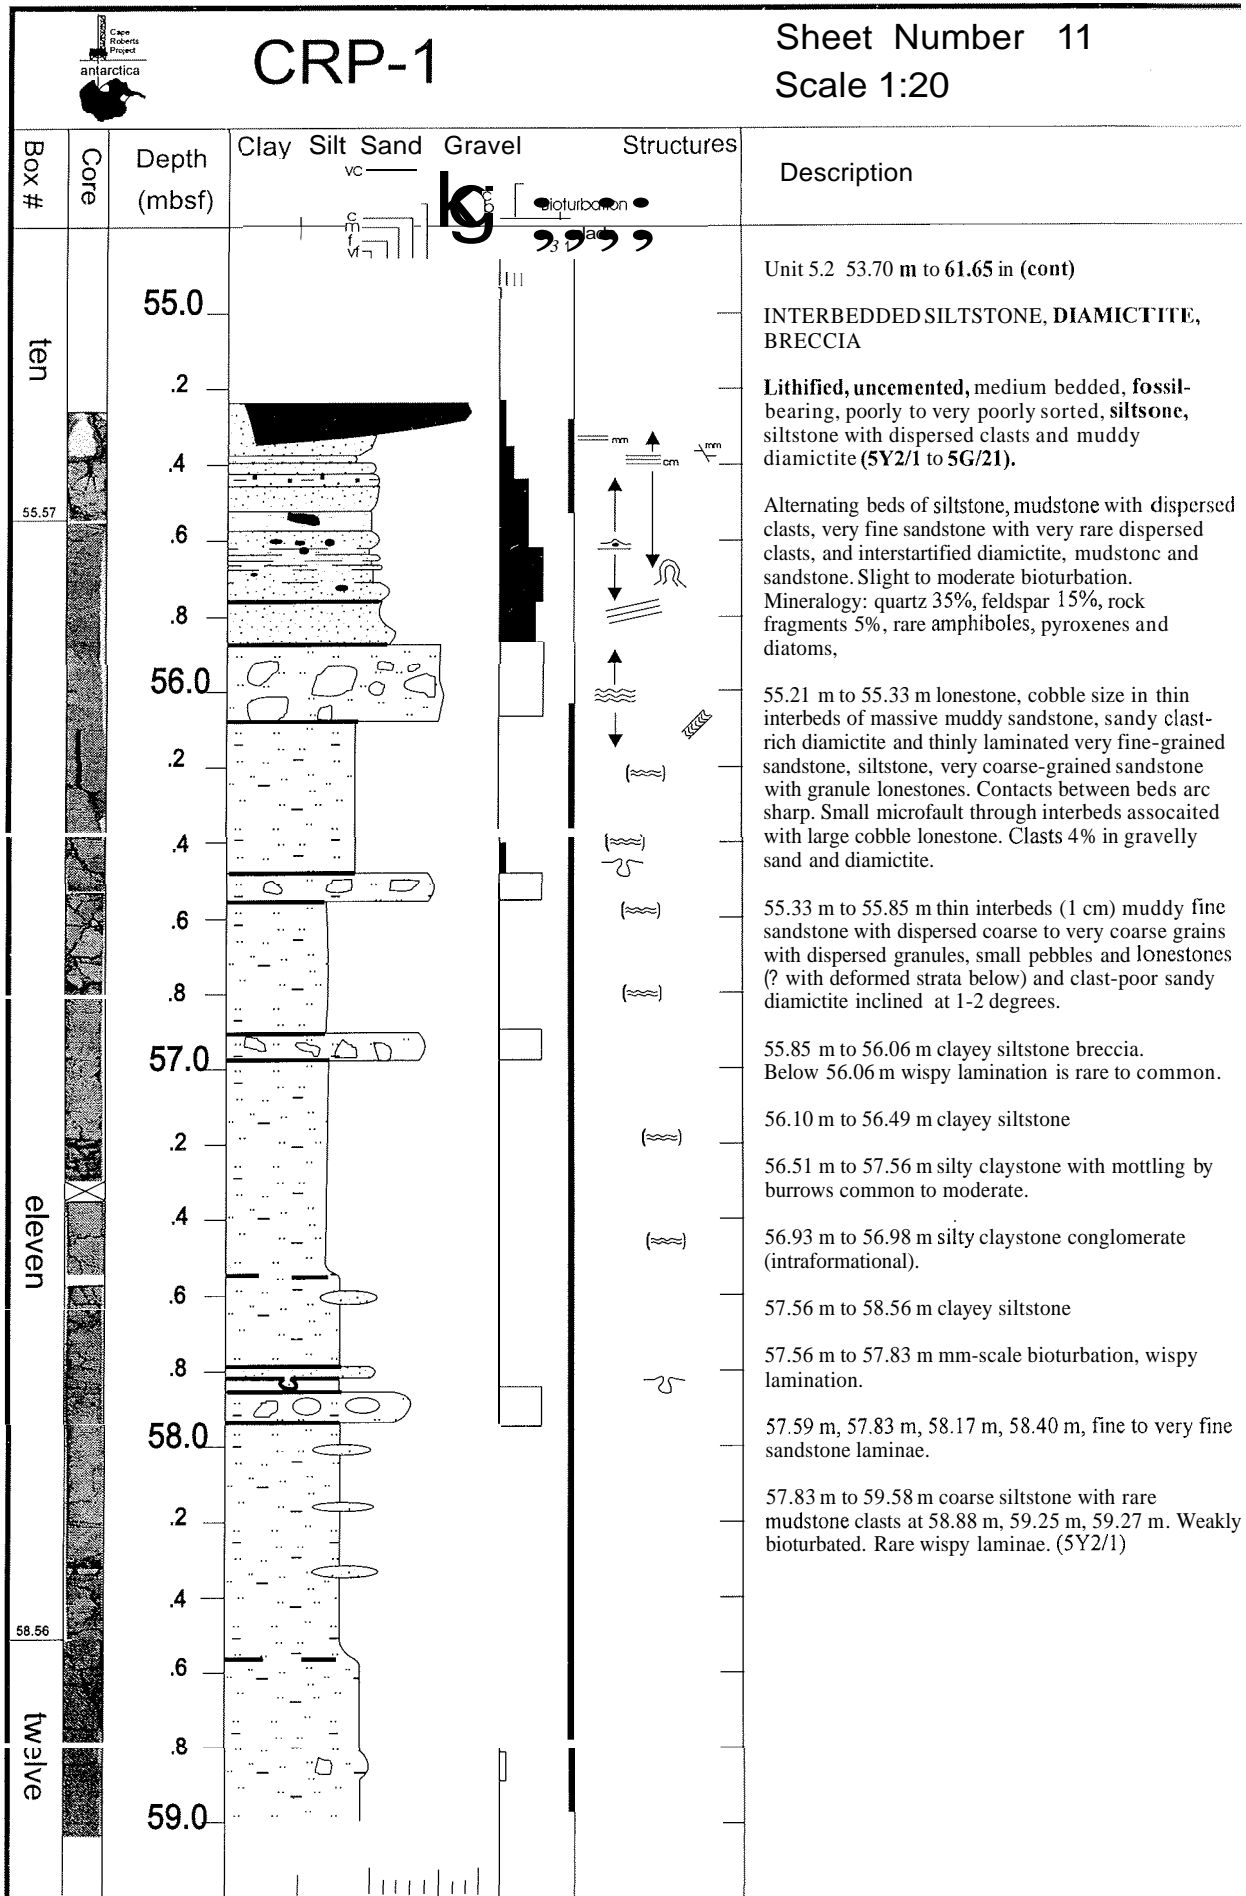 Cape
Roberts
Project
antarctica
CRP-1
Sheet Number 11
Scale 1:20
Box #
Core
Depth
(mbsf)
Clay Silt Sand Gravel
Structures
Description
vc
c
m
f
vf
Bioturbation
Unit 5.2 53.70 m to 61.65 in (cont)
INTERBEDDED SILTSTONE, DIAMICTITE,
BRECCIA
Lithified, uncemented, medium bedded, fossil-
bearing, poorly to very poorly sorted, siltsone,
siltstone with dispersed clasts and muddy
diamictite (5Y2/1 to 5G/21).
Alternating beds of siltstone, mudstone with dispersed
clasts, very fine sandstone with very rare dispersed
clasts, and interstartified diamictite, mudstonc and
sandstone. Slight to moderate bioturbation.
Mineralogy: quartz 35%, feldspar 15%, rock
fragments 5%, rare amphiboles, pyroxenes and
diatoms,
55.21 m to 55.33 m lonestone, cobble size in thin
interbeds of massive muddy sandstone, sandy clast-
rich diamictite and thinly laminated very fine-grained
sandstone, siltstone, very coarse-grained sandstone
with granule lonestones. Contacts between beds arc
sharp. Small microfault through interbeds assocaited
with large cobble lonestone. Clasts 4% in gravelly
sand and diamictite.
55.33 m to 55.85 m thin interbeds (1 cm) muddy fine
sandstone with dispersed coarse to very coarse grains
with dispersed granules, small pebbles and lonestones
(? with deformed strata below) and clast-poor sandy
diamictite inclined at 1-2 degrees.
55.85 m to 56.06 m clayey siltstone breccia.
Below 56.06 m wispy lamination is rare to common.
56.10 m to 56.49 m clayey siltstone
56.51 m to 57.56 m silty claystone with mottling by
burrows common to moderate.
56.93 m to 56.98 m silty claystone conglomerate
(intraformational).
57.56 m to 58.56 m clayey siltstone
57.56 m to 57.83 m mm-scale bioturbation, wispy
lamination.
57.59 m, 57.83 m, 58.17 m, 58.40 m, fine to very fine
sandstone laminae.
57.83 m to 59.58 m coarse siltstone with rare
mudstone clasts at 58.88 m, 59.25 m, 59.27 m. Weakly
bioturbated. Rare wispy laminae. (5Y2/1)
ten
55.57
eleven
58.56
twelve
55.0
.2
.4
.6
.8
56.0
.2
.4
.6
.8
57.0
.2
.4
.6
.8
58.0
.2
.4
.6
.8
59.0
mm
cm
mm